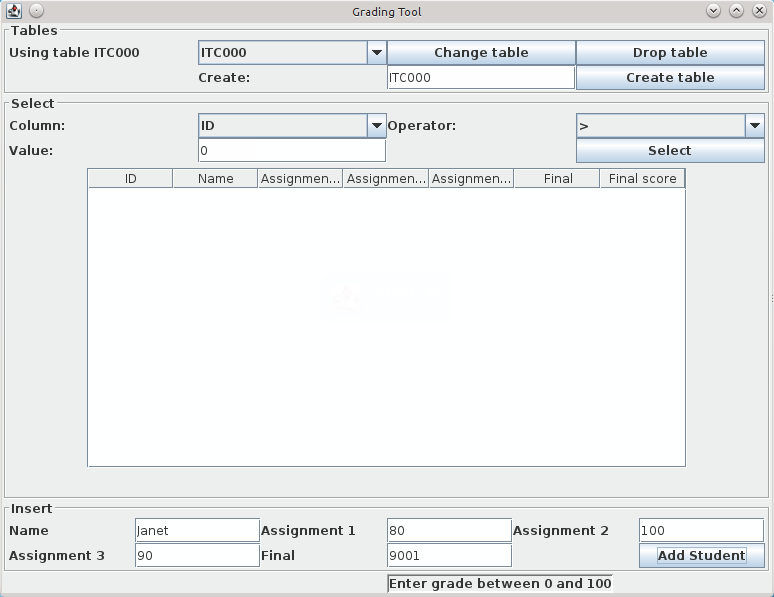 Grading Tool
Tables
Using table ITC000 ITC000 Change table Drop table
Create: ITC000 Create table
Select
Column: ID Operator: >
Value: 0 Select
ID Name Assignmen... Assignmen... Assignmen... Final Final score
Insert
Name Janet Assignment 1 80 Assignment 2 100
Assignment 3 90 Final 9001 Add Student
Enter grade between 0 and 100